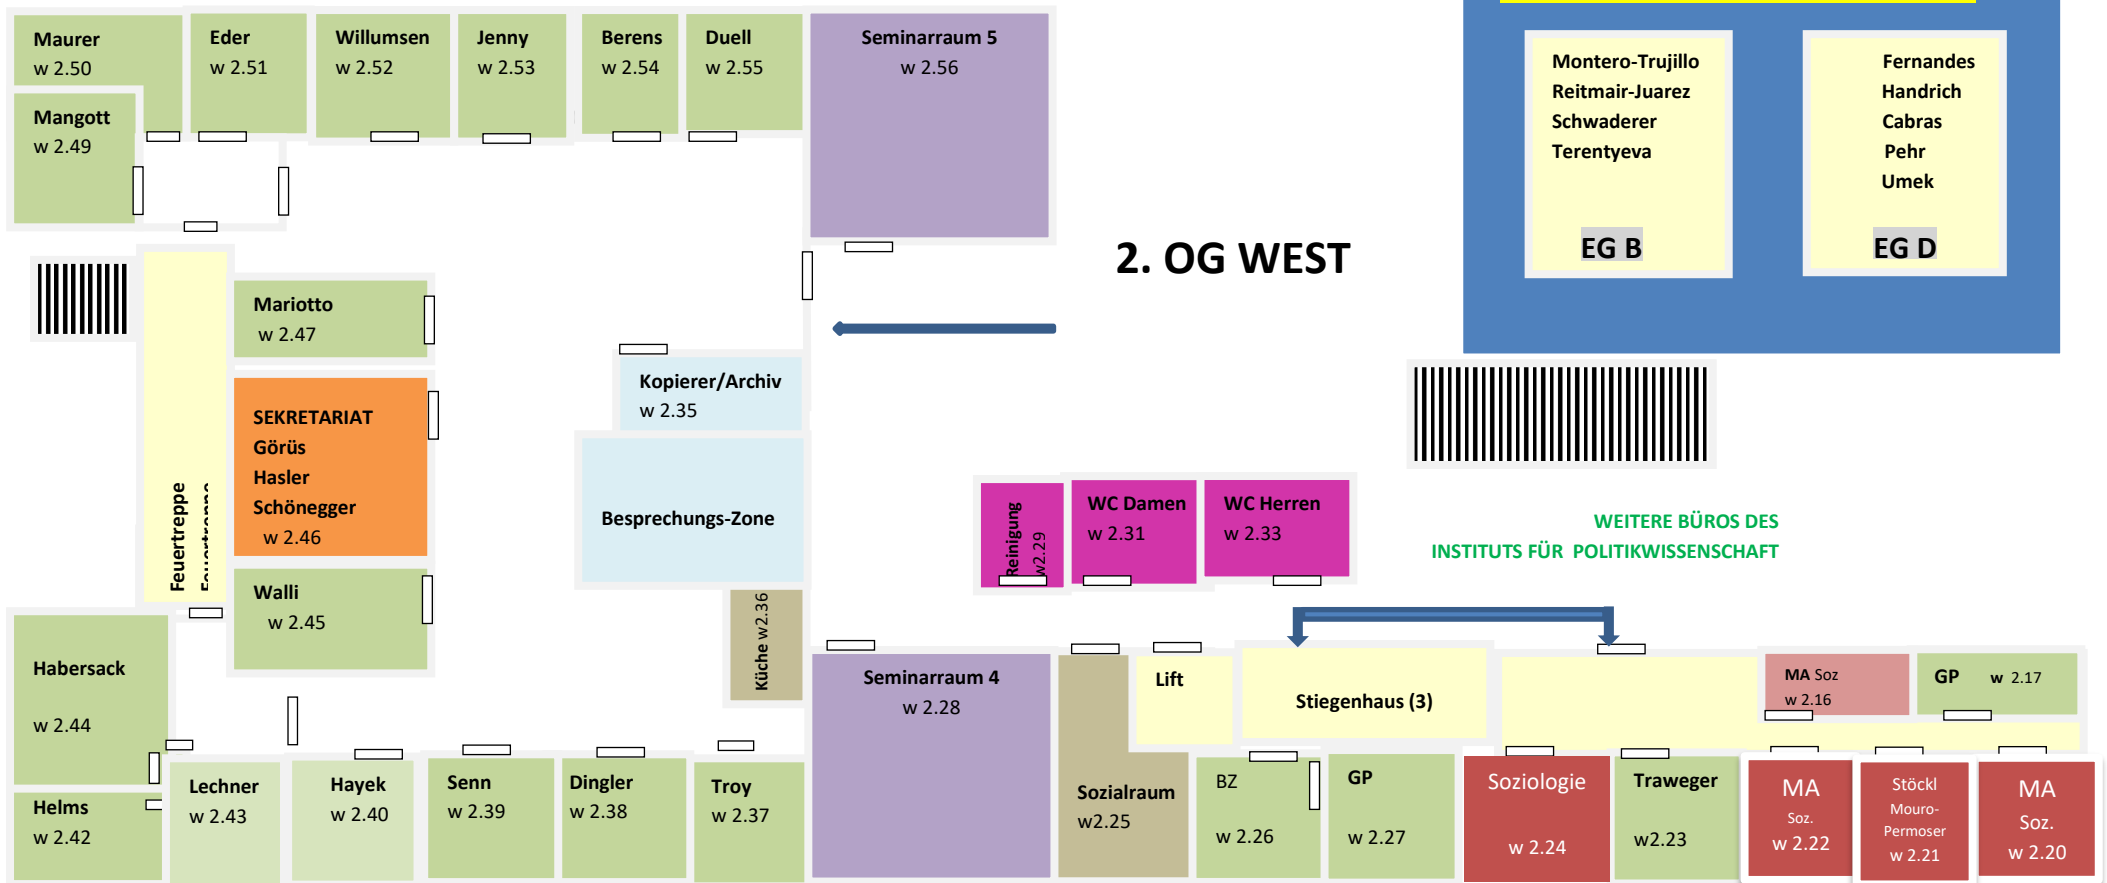 Maurer
w 2.50
Eder
w 2.51
Willumsen
w 2.52
Jenny
w 2.53
Berens
w 2.54
Duell
w 2.55
Seminarraum 5
w 2.56
Mangott
w 2.49
Montero-Trujillo
Reitmair-Juarez
Schwaderer
Terentyeva
EG B
Fernandes
Handrich
Cabras
Pehr
Umek
EG D
2. OG WEST
Mariotto
w 2.47
Kopierer/Archiv
w 2.35
SEKRETARIAT
Görüs
Hasler
Schönegger
w 2.46
Feuertreppe
Besprechungs-Zone
Reinigung
w2.29
WC Damen
w 2.31
WC Herren
w 2.33
WEITERE BÜROS DES
INSTITUTS FÜR POLITIKWISSENSCHAFT
Walli
w 2.45
Küche w2.36
Habersack
w 2.44
Seminarraum 4
w 2.28
Lift
Stiegenhaus (3)
MA Soz
w 2.16
GP w 2.17
Helms
w 2.42
Lechner
w 2.43
Hayek
w 2.40
Senn
w 2.39
Dingler
w 2.38
Troy
w 2.37
Sozialraum
w2.25
BZ
w 2.26
GP
w 2.27
Soziologie
w 2.24
Traweger
w2.23
MA
Soz.
w 2.22
Stöckl
Mouro-
Permoser
w 2.21
MA
Soz.
w 2.20